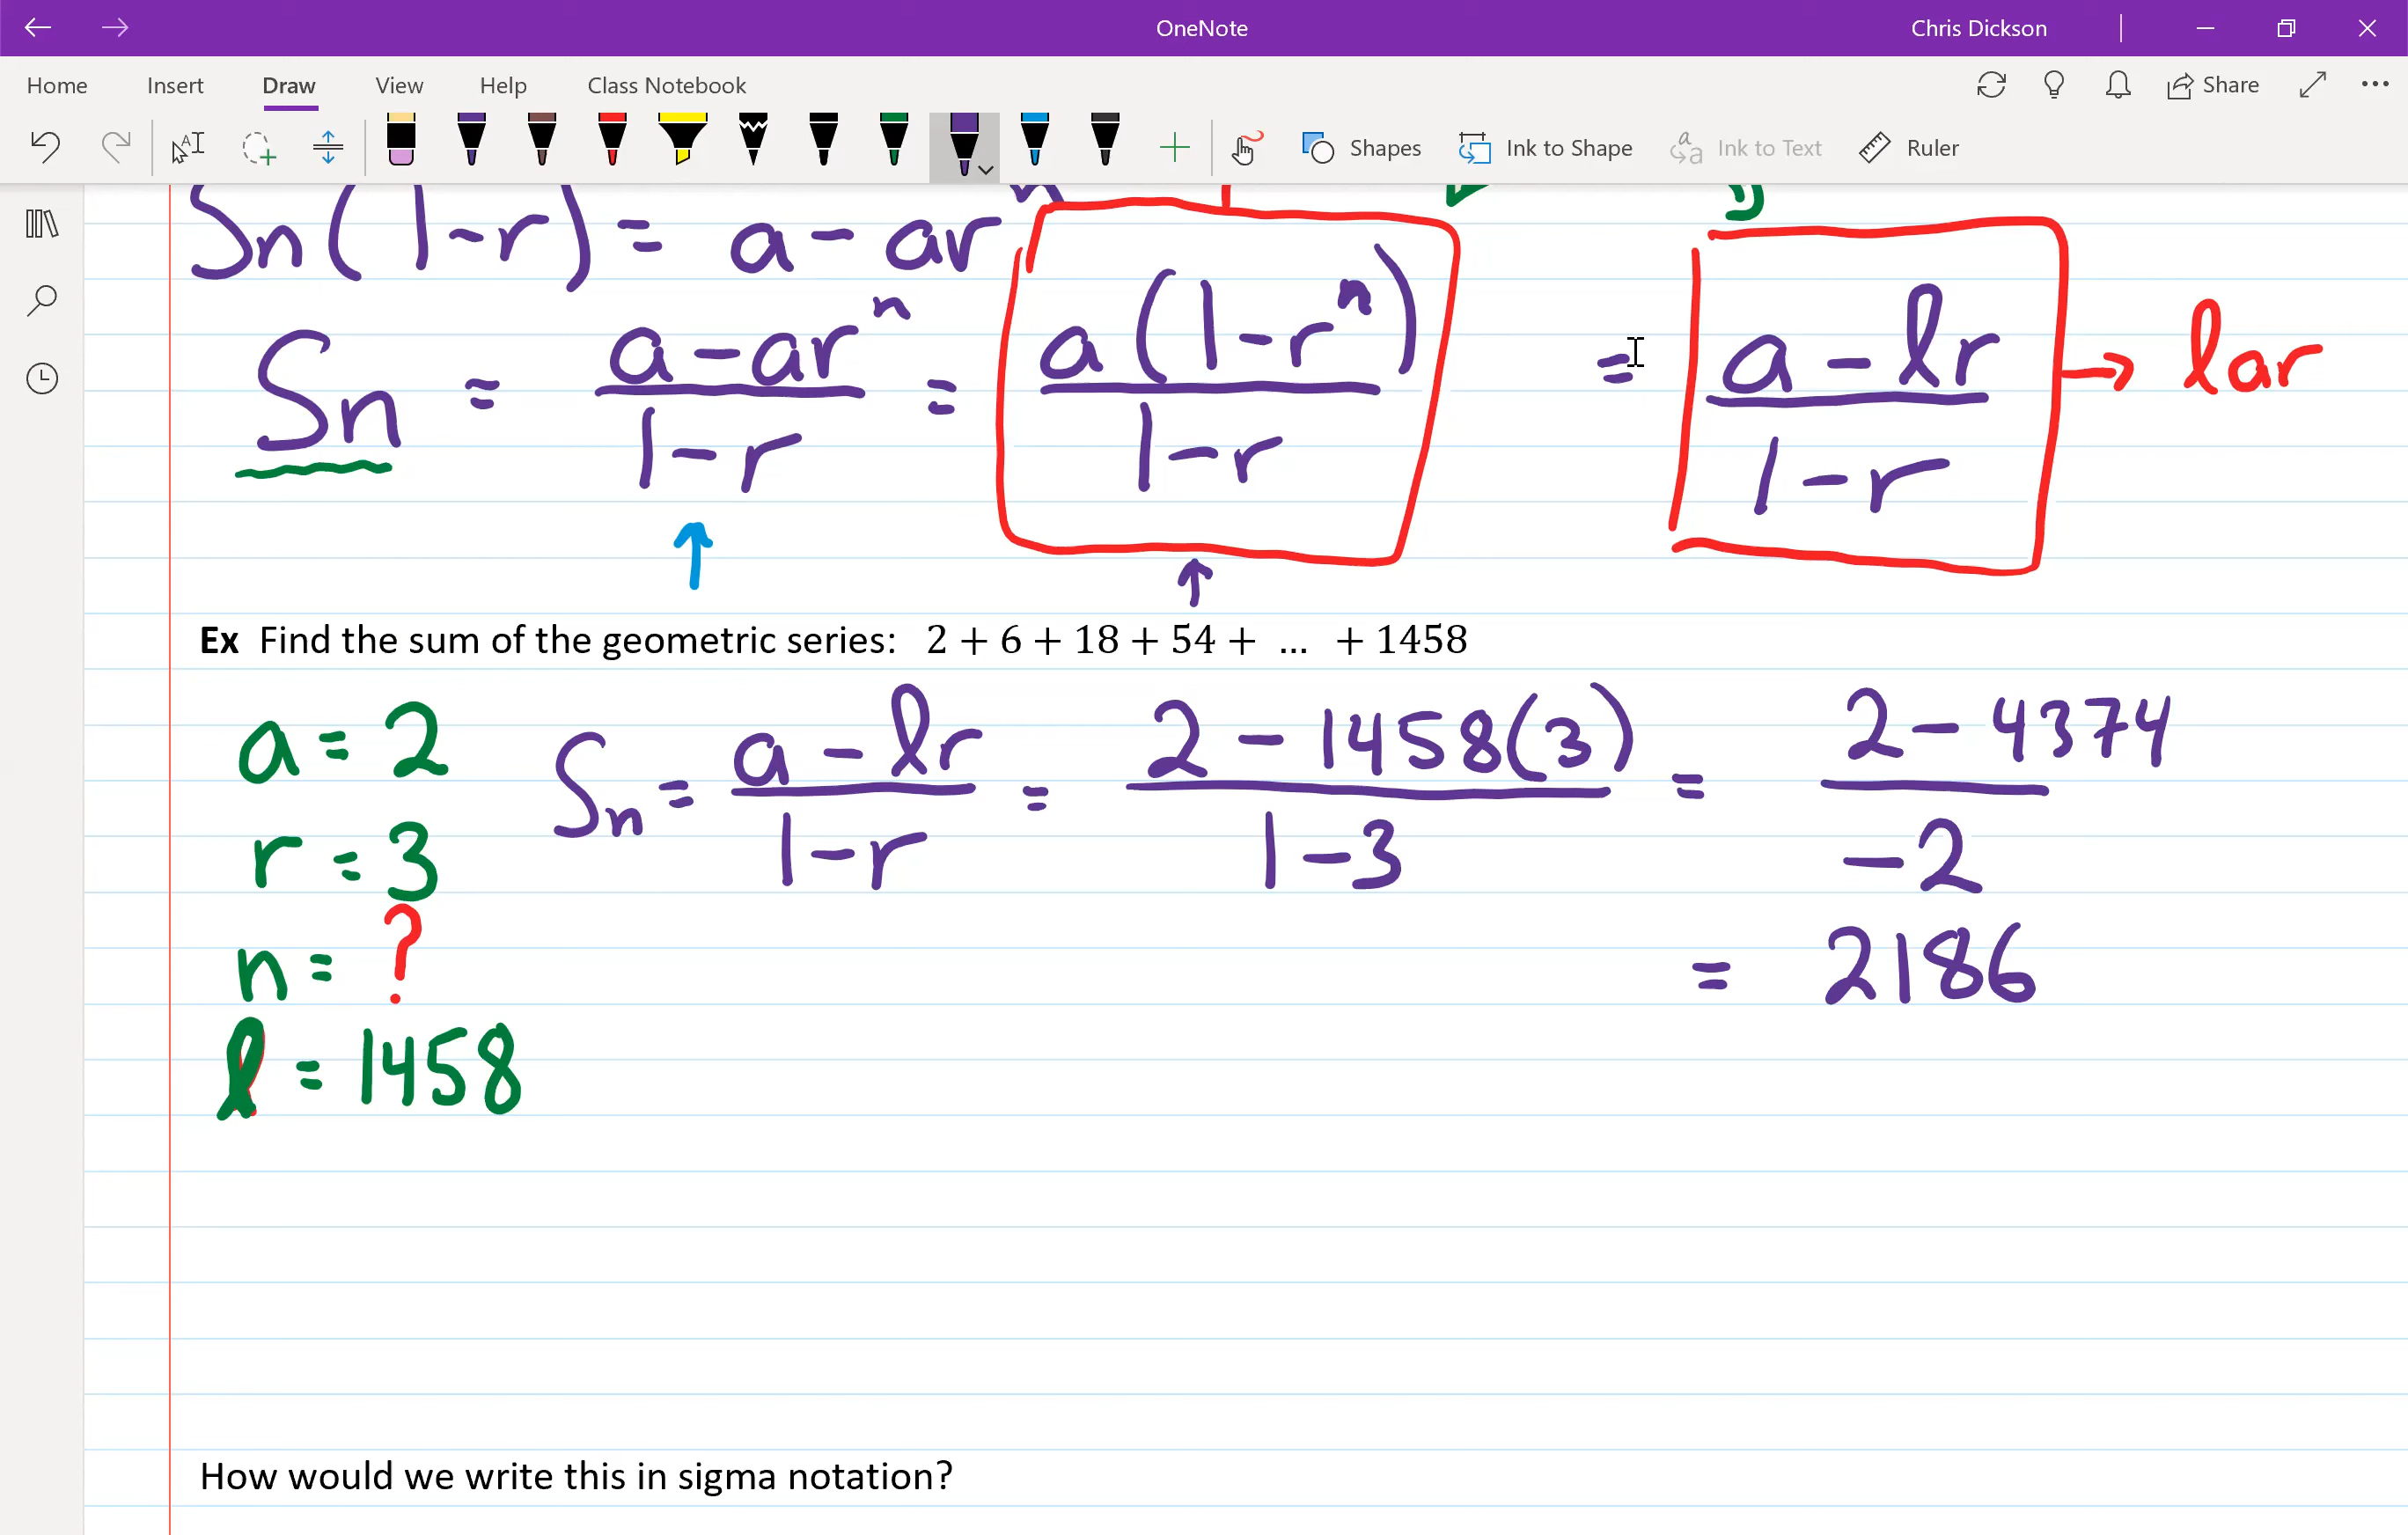 OneNote
Chris Dickson
Home Insert Draw View Help Class Notebook Share
Shapes Ink to Shape Ink to Text Ruler
Sn(1-r) = a - ar^n
Sn = (a - ar^n)/(1 - r) = a(1 - r^n)/(1 - r) = (a - lr)/(1 - r) → lar
Ex Find the sum of the geometric series: 2 + 6 + 18 + 54 + … + 1458
a = 2 Sn = (a - lr)/(1 - r) = (2 - 1458(3))/(1 - 3) = (2 - 4374)/(-2)
r = 3
n = ? = 2186
l = 1458
How would we write this in sigma notation?